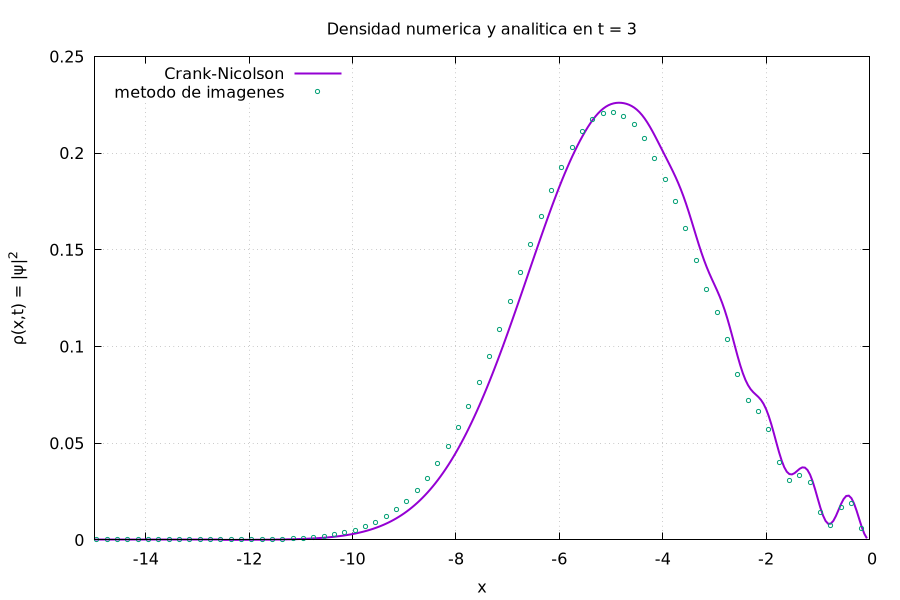 Densidad numerica y analitica en t = 3
0.25
0.2
0.15
0.1
0.05
0
ρ(x,t) = |ψ|²
Crank-Nicolson
metodo de imagenes
-14 -12 -10 -8 -6 -4 -2 0
x